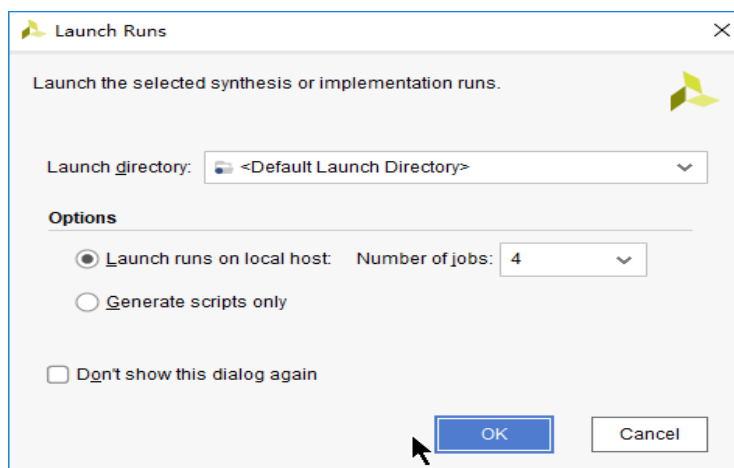 Launch Runs
Launch the selected synthesis or implementation runs.
Launch directory: <Default Launch Directory>
Options
Launch runs on local host: Number of jobs: 4
Generate scripts only
Don't show this dialog again
OK Cancel